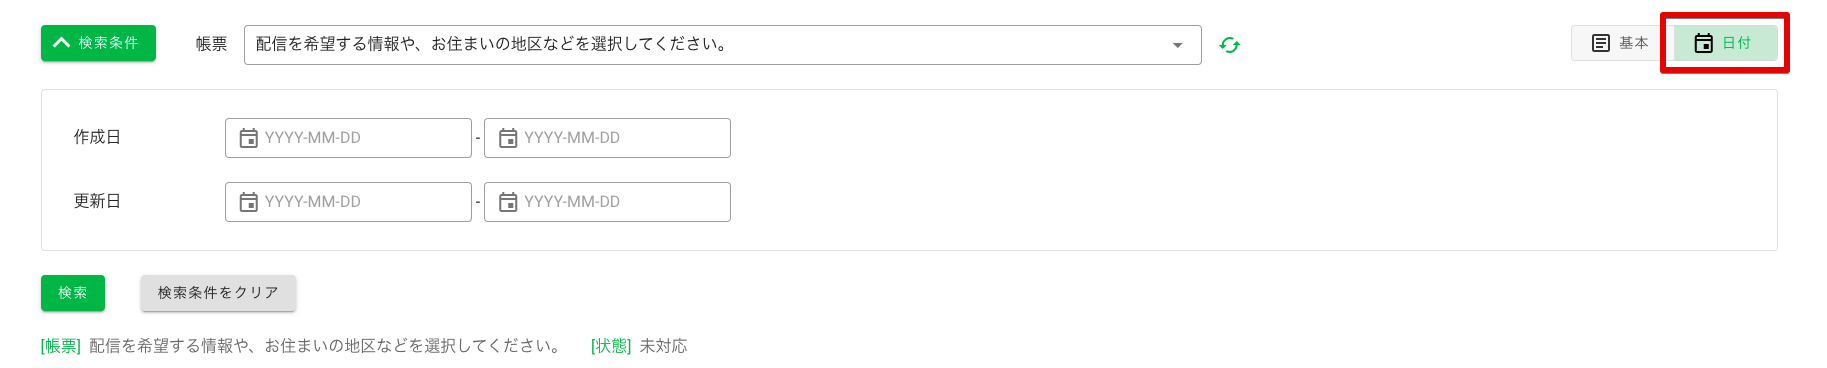 検索条件 帳票 配信を希望する情報や、お住まいの地区などを選択してください。 基本 日付
作成日 YYYY-MM-DD - YYYY-MM-DD
更新日 YYYY-MM-DD - YYYY-MM-DD
検索 検索条件をクリア
[帳票] 配信を希望する情報や、お住まいの地区などを選択してください。 [状態] 未対応